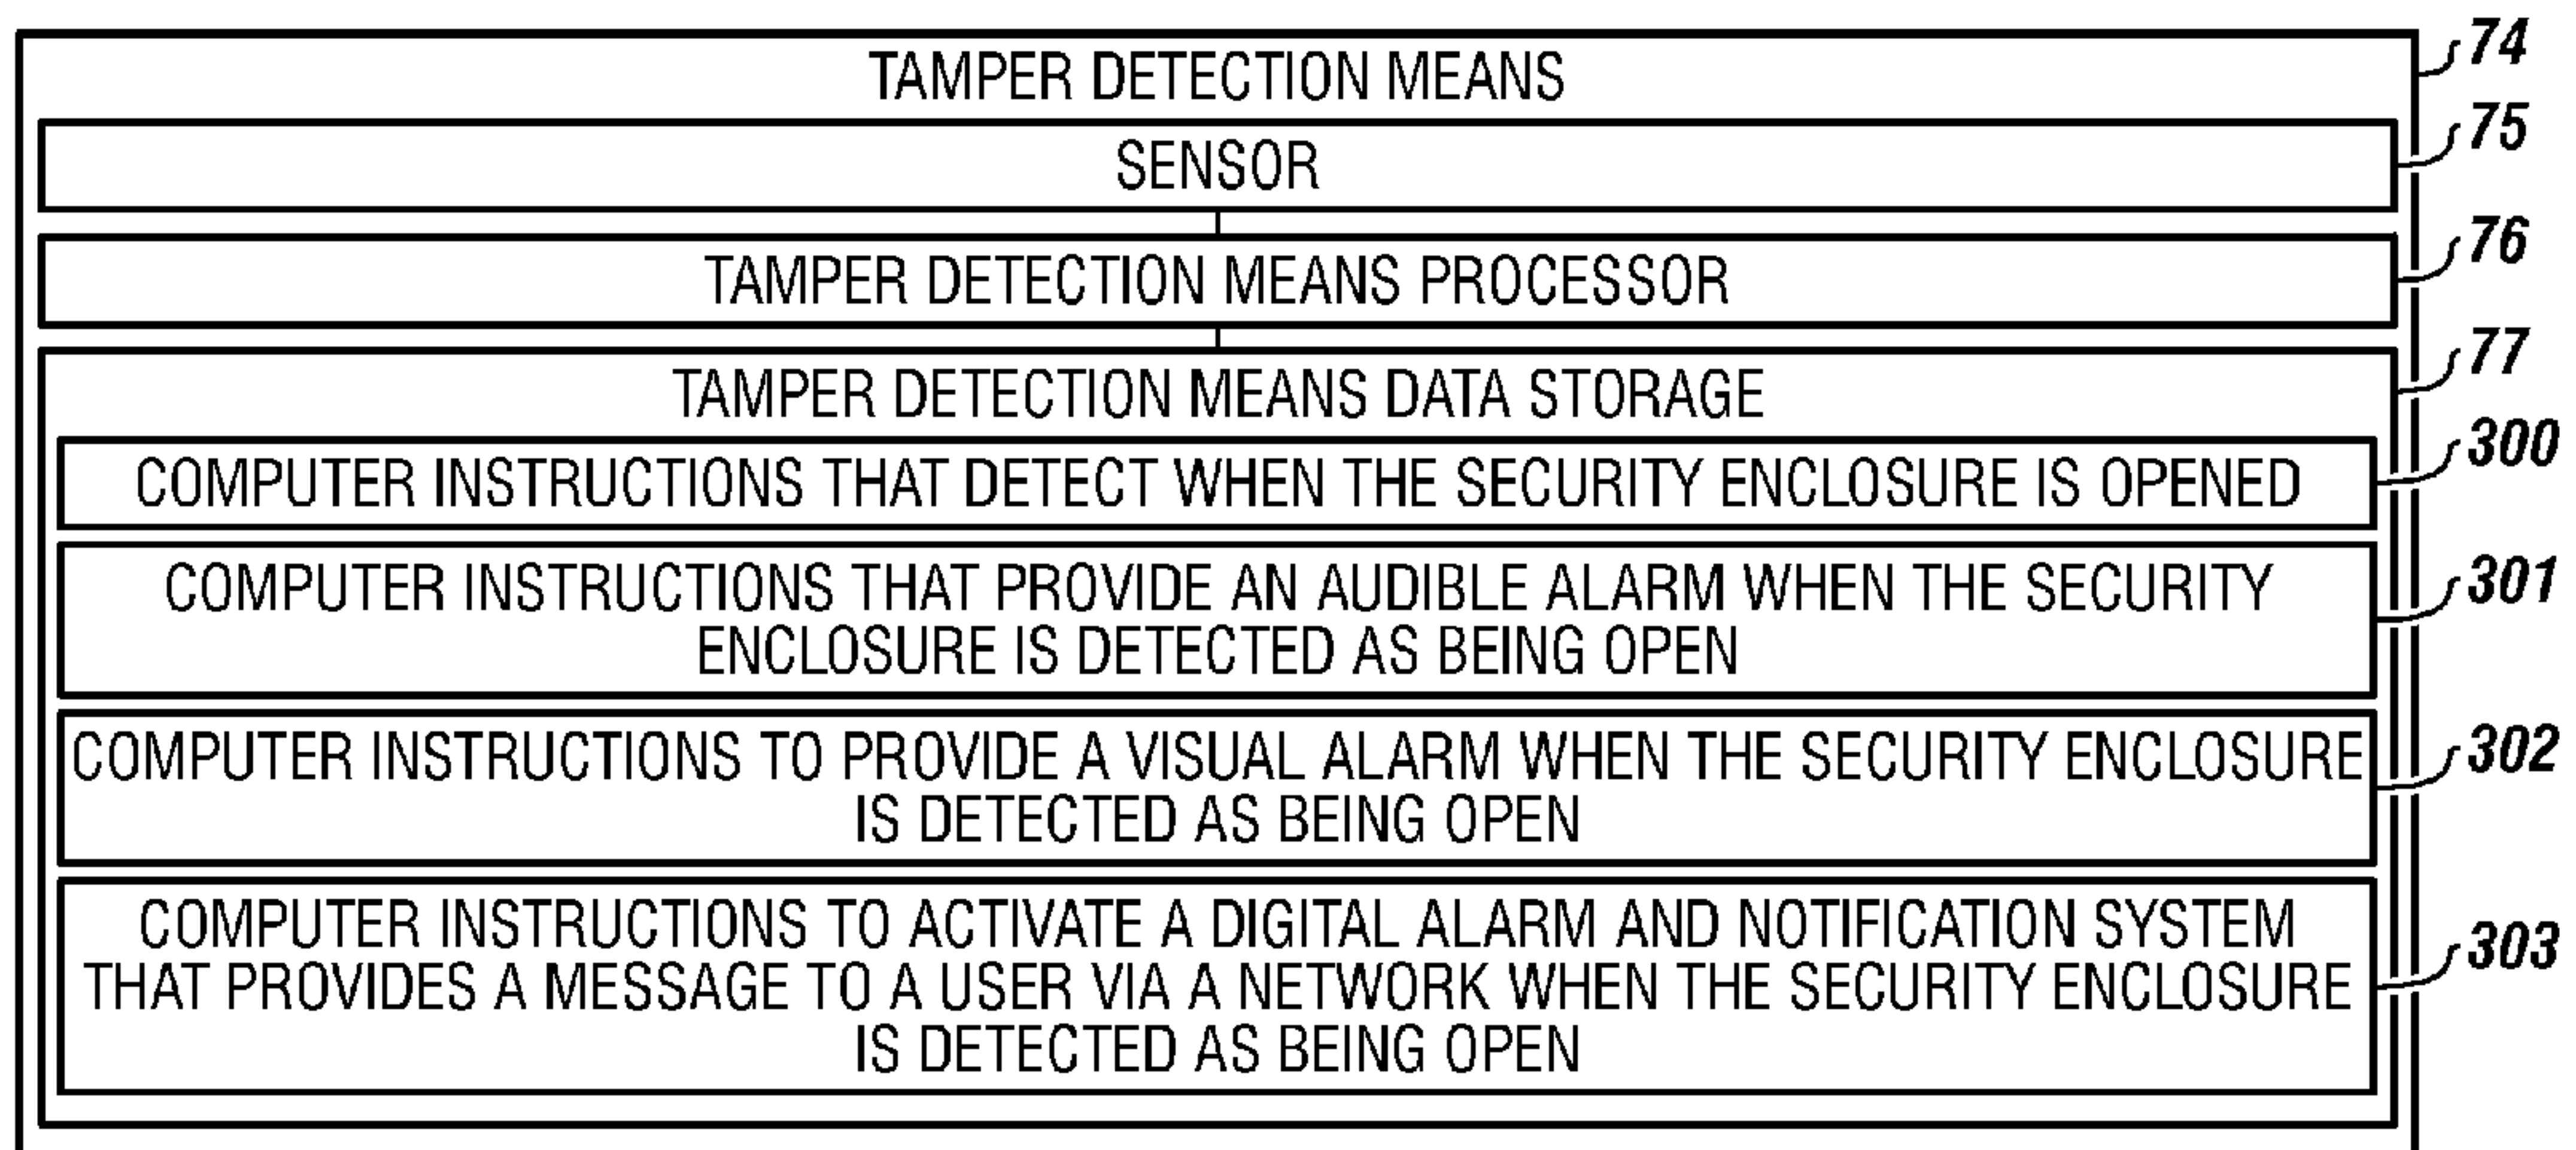 TAMPER DETECTION MEANS
74
SENSOR
75
TAMPER DETECTION MEANS PROCESSOR
76
TAMPER DETECTION MEANS DATA STORAGE
77
COMPUTER INSTRUCTIONS THAT DETECT WHEN THE SECURITY ENCLOSURE IS OPENED
300
COMPUTER INSTRUCTIONS THAT PROVIDE AN AUDIBLE ALARM WHEN THE SECURITY
ENCLOSURE IS DETECTED AS BEING OPEN
301
COMPUTER INSTRUCTIONS TO PROVIDE A VISUAL ALARM WHEN THE SECURITY ENCLOSURE
IS DETECTED AS BEING OPEN
302
COMPUTER INSTRUCTIONS TO ACTIVATE A DIGITAL ALARM AND NOTIFICATION SYSTEM
THAT PROVIDES A MESSAGE TO A USER VIA A NETWORK WHEN THE SECURITY ENCLOSURE
IS DETECTED AS BEING OPEN
303